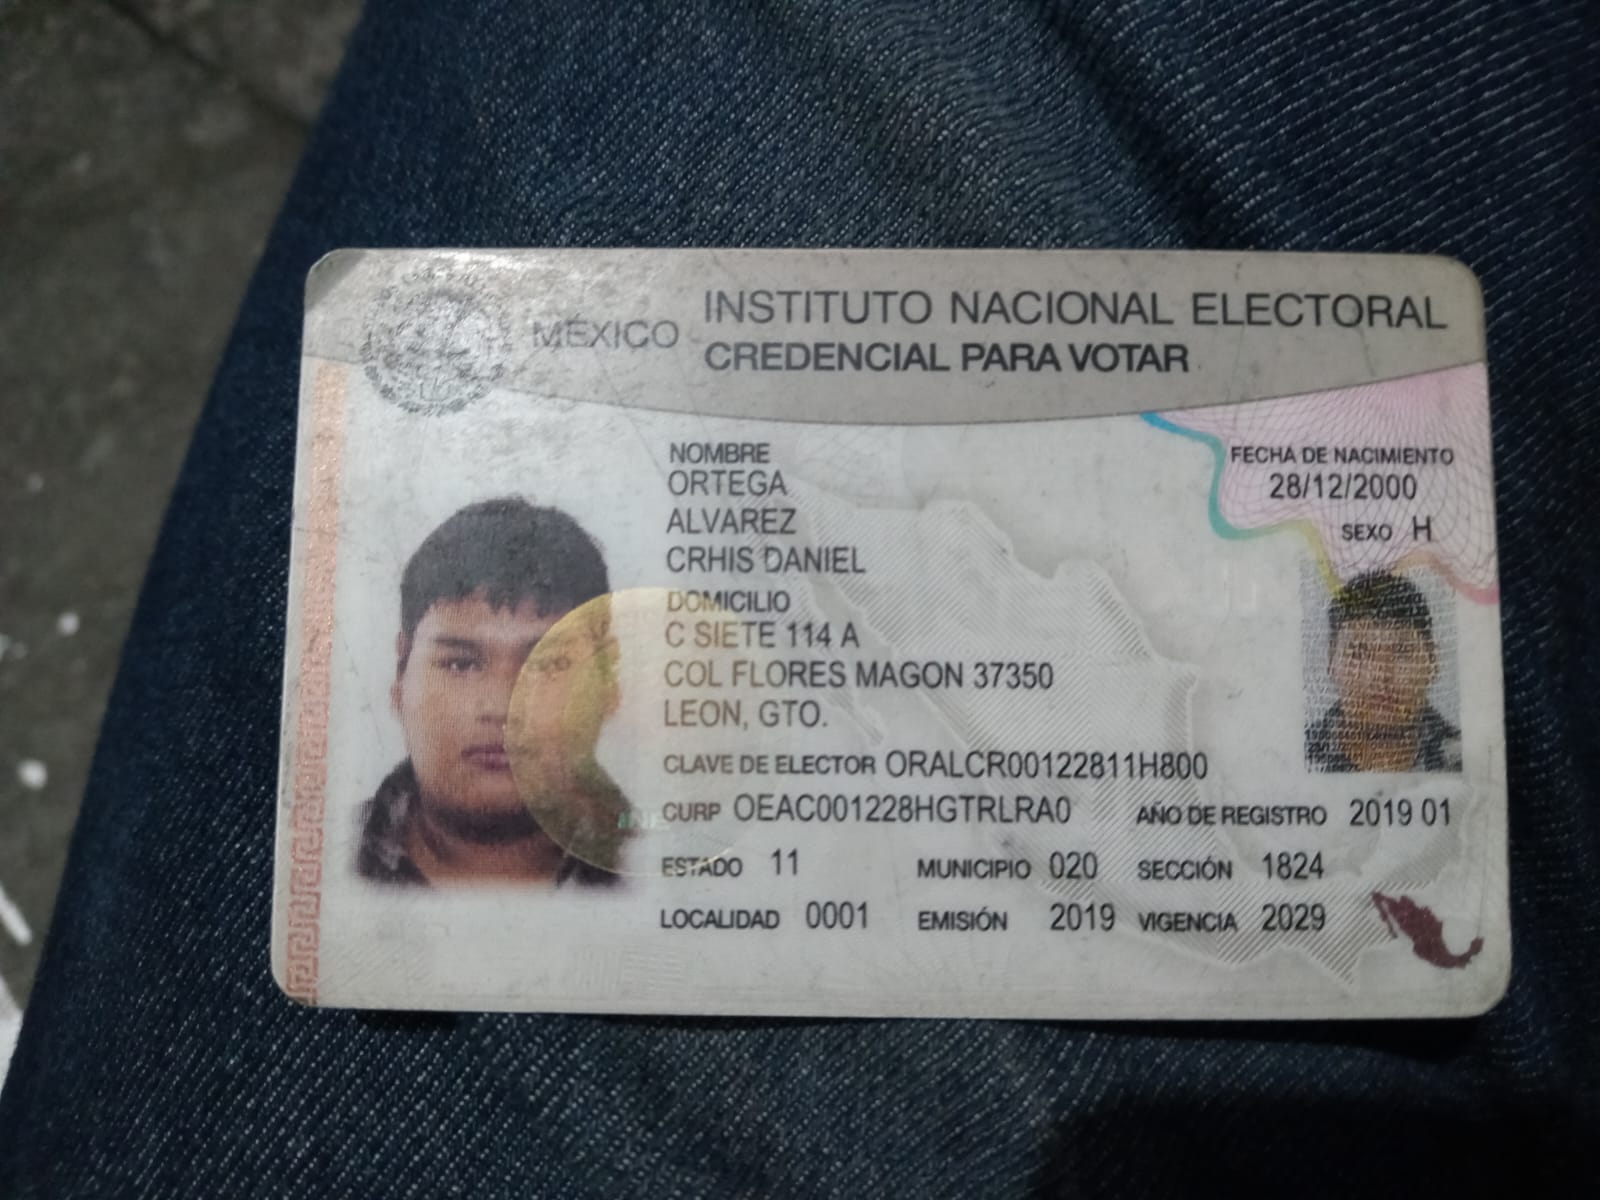 MÉXICO
INSTITUTO NACIONAL ELECTORAL
CREDENCIAL PARA VOTAR
NOMBRE
ORTEGA
ALVAREZ
CRHIS DANIEL
FECHA DE NACIMIENTO
28/12/2000
SEXO H
DOMICILIO
C SIETE 114 A
COL FLORES MAGON 37350
LEON, GTO.
CLAVE DE ELECTOR ORALCR00122811H800
CURP OEAC001228HGTRLRA0 AÑO DE REGISTRO 2019 01
ESTADO 11 MUNICIPIO 020 SECCIÓN 1824
LOCALIDAD 0001 EMISIÓN 2019 VIGENCIA 2029
INE